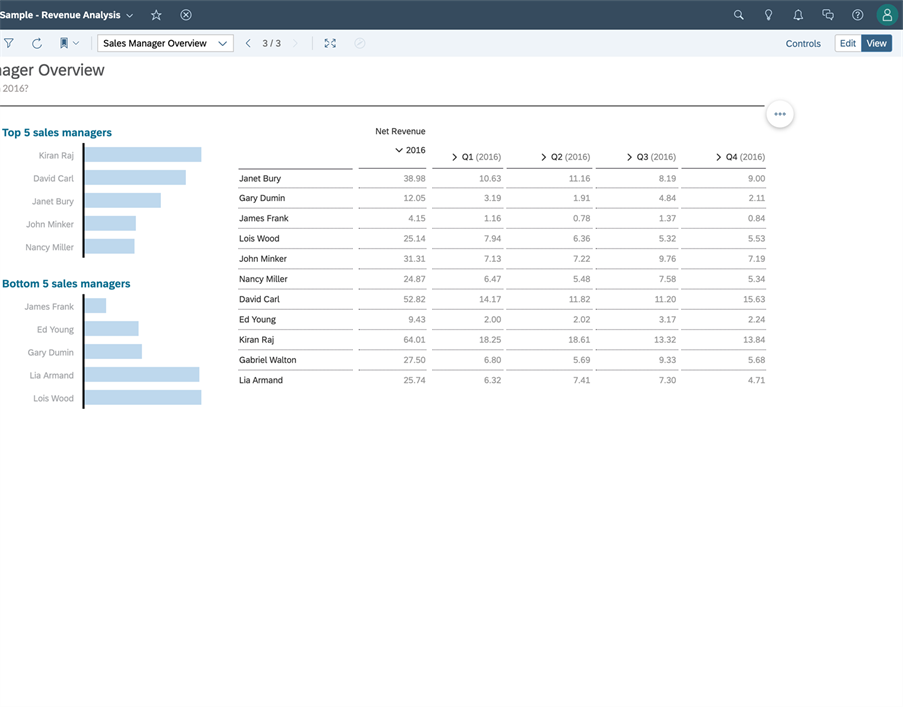 Sample - Revenue Analysis
Sales Manager Overview 3 / 3 Controls Edit View
ager Overview
2016?
Top 5 sales managers
Kiran Raj
David Carl
Janet Bury
John Minker
Nancy Miller
Bottom 5 sales managers
James Frank
Ed Young
Gary Dumin
Lia Armand
Lois Wood
Net Revenue
2016 Q1 (2016) Q2 (2016) Q3 (2016) Q4 (2016)
Janet Bury 38.98 10.63 11.16 8.19 9.00
Gary Dumin 12.05 3.19 1.91 4.84 2.11
James Frank 4.15 1.16 0.78 1.37 0.84
Lois Wood 25.14 7.94 6.36 5.32 5.53
John Minker 31.31 7.13 7.22 9.76 7.19
Nancy Miller 24.87 6.47 5.48 7.58 5.34
David Carl 52.82 14.17 11.82 11.20 15.63
Ed Young 9.43 2.00 2.02 3.17 2.24
Kiran Raj 64.01 18.25 18.61 13.32 13.84
Gabriel Walton 27.50 6.80 5.69 9.33 5.68
Lia Armand 25.74 6.32 7.41 7.30 4.71